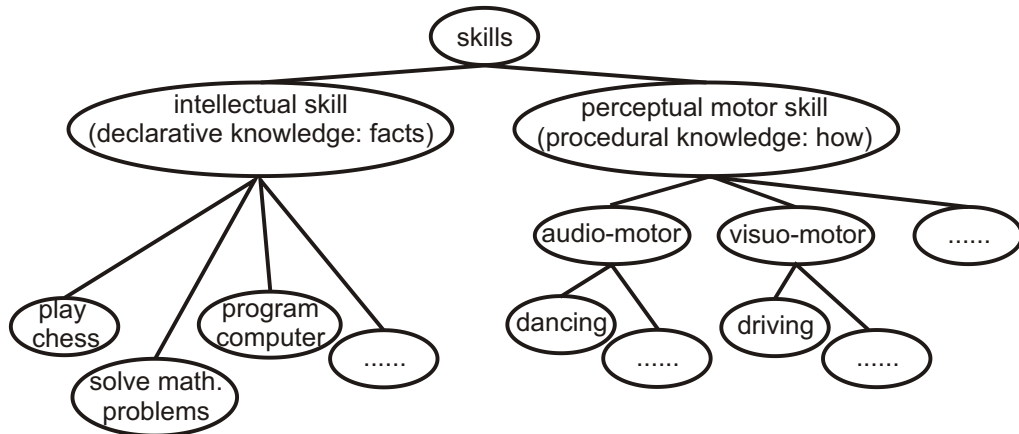 skills
intellectual skill
(declarative knowledge: facts)
perceptual motor skill
(procedural knowledge: how)
audio-motor
visuo-motor
......
play
chess
solve math.
problems
program
computer
......
dancing
......
driving
......